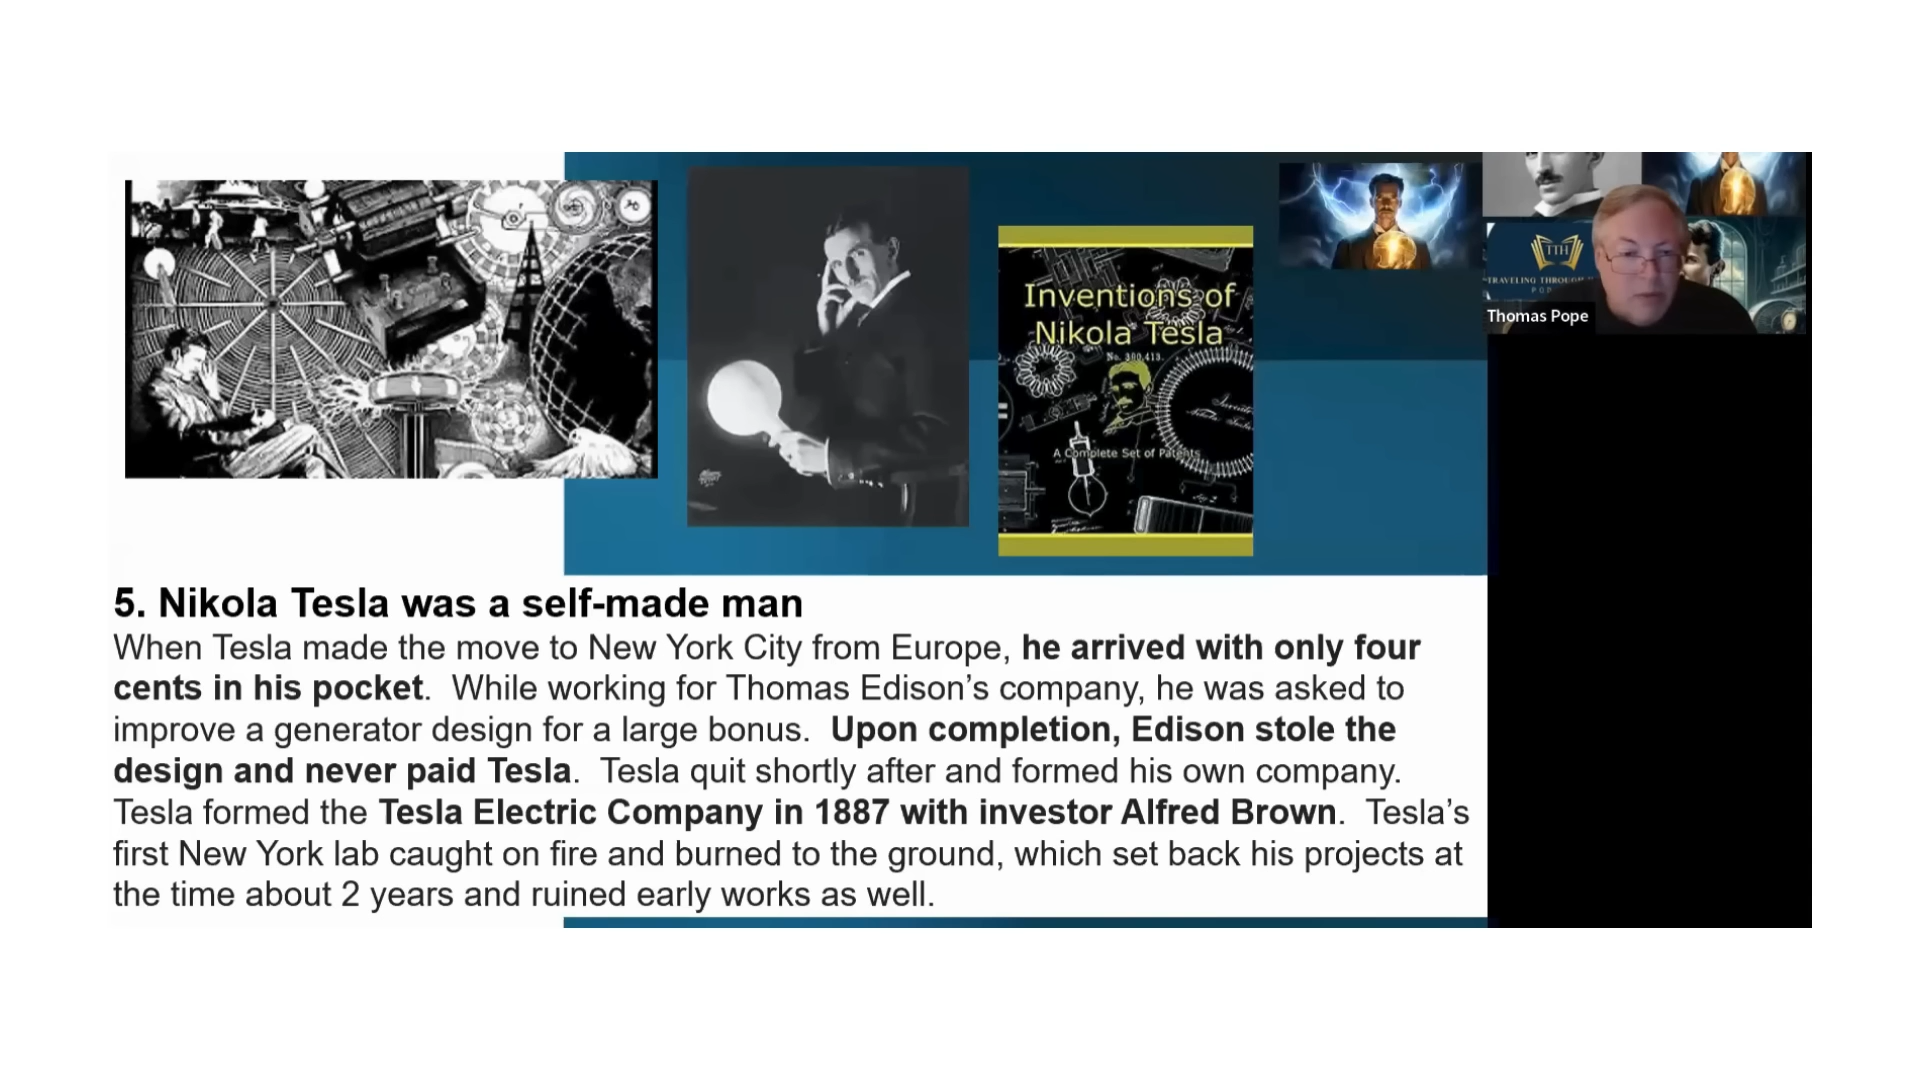 Inventions of
Nikola Tesla
No. 390,413.
A Complete Set of Patents
TTH
TRAVELING THROUGH
POP
Thomas Pope
5. Nikola Tesla was a self-made man
When Tesla made the move to New York City from Europe, he arrived with only four
cents in his pocket.  While working for Thomas Edison’s company, he was asked to
improve a generator design for a large bonus.  Upon completion, Edison stole the
design and never paid Tesla.  Tesla quit shortly after and formed his own company.
Tesla formed the Tesla Electric Company in 1887 with investor Alfred Brown.  Tesla’s
first New York lab caught on fire and burned to the ground, which set back his projects at
the time about 2 years and ruined early works as well.